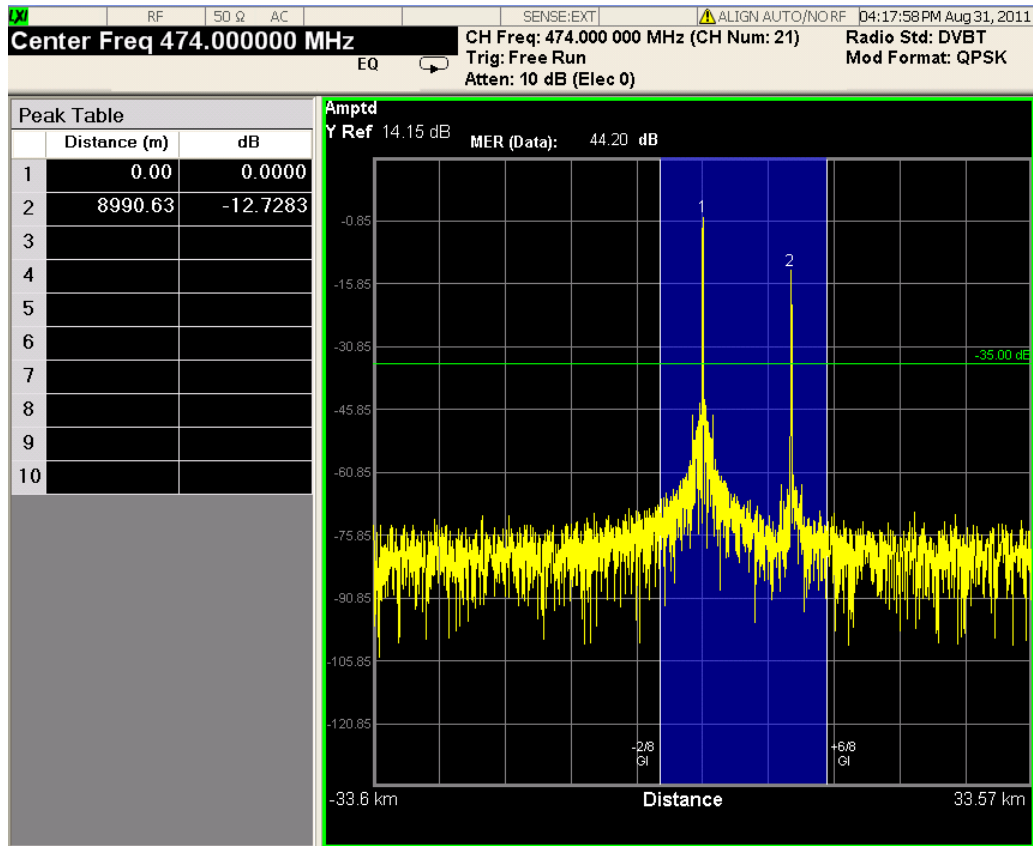 LXI RF 50 Ω AC SENSE:EXT ALIGN AUTO/NO RF 04:17:58 PM Aug 31, 2011
Center Freq 474.000000 MHz
EQ
CH Freq: 474.000 000 MHz (CH Num: 21)
Trig: Free Run
Atten: 10 dB (Elec 0)
Radio Std: DVBT
Mod Format: QPSK
Peak Table
Distance (m) dB
1 0.00 0.0000
2 8990.63 -12.7283
3
4
5
6
7
8
9
10
Amptd
Y Ref 14.15 dB
MER (Data): 44.20 dB
1
2
-0.85
-15.85
-30.85
-35.00 dB
-45.85
-60.85
-75.85
-90.85
-105.85
-120.85
-2/8
GI
+6/8
GI
-33.6 km Distance 33.57 km